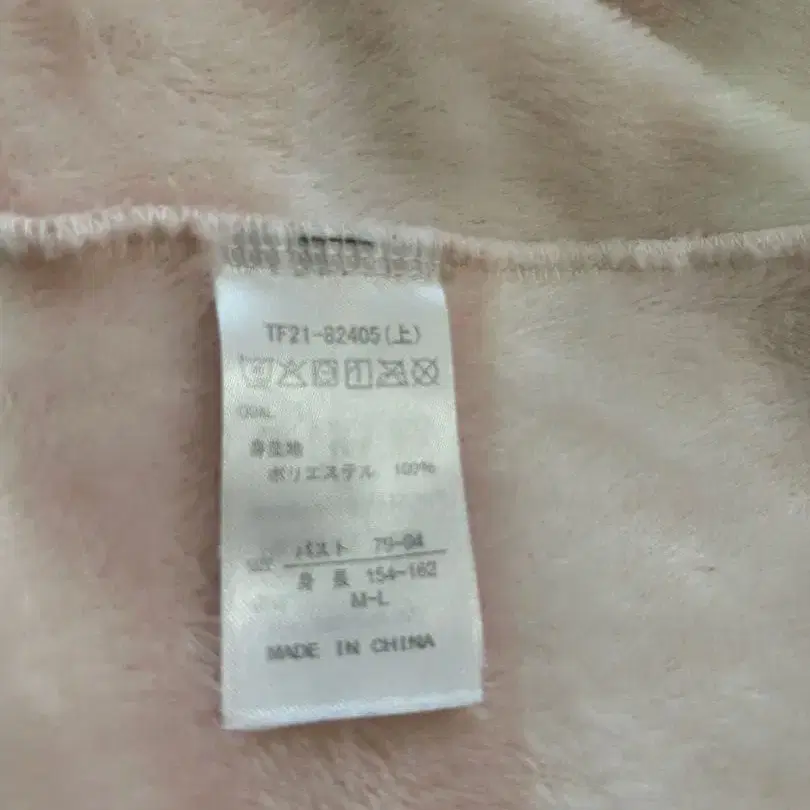 TF21-82405(上)
QUAL
身生地
ポリエステル 100%
バスト 79-94
身 長 154-162
M-L
MADE IN CHINA